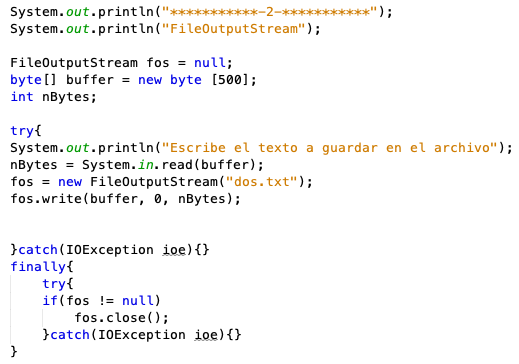 System.out.println("***********-2-***********");
System.out.println("FileOutputStream");
FileOutputStream fos = null;
byte[] buffer = new byte [500];
int nBytes;
try{
System.out.println("Escribe el texto a guardar en el archivo");
nBytes = System.in.read(buffer);
fos = new FileOutputStream("dos.txt");
fos.write(buffer, 0, nBytes);
}catch(IOException ioe){}
finally{
try{
if(fos != null)
fos.close();
}catch(IOException ioe){}
}